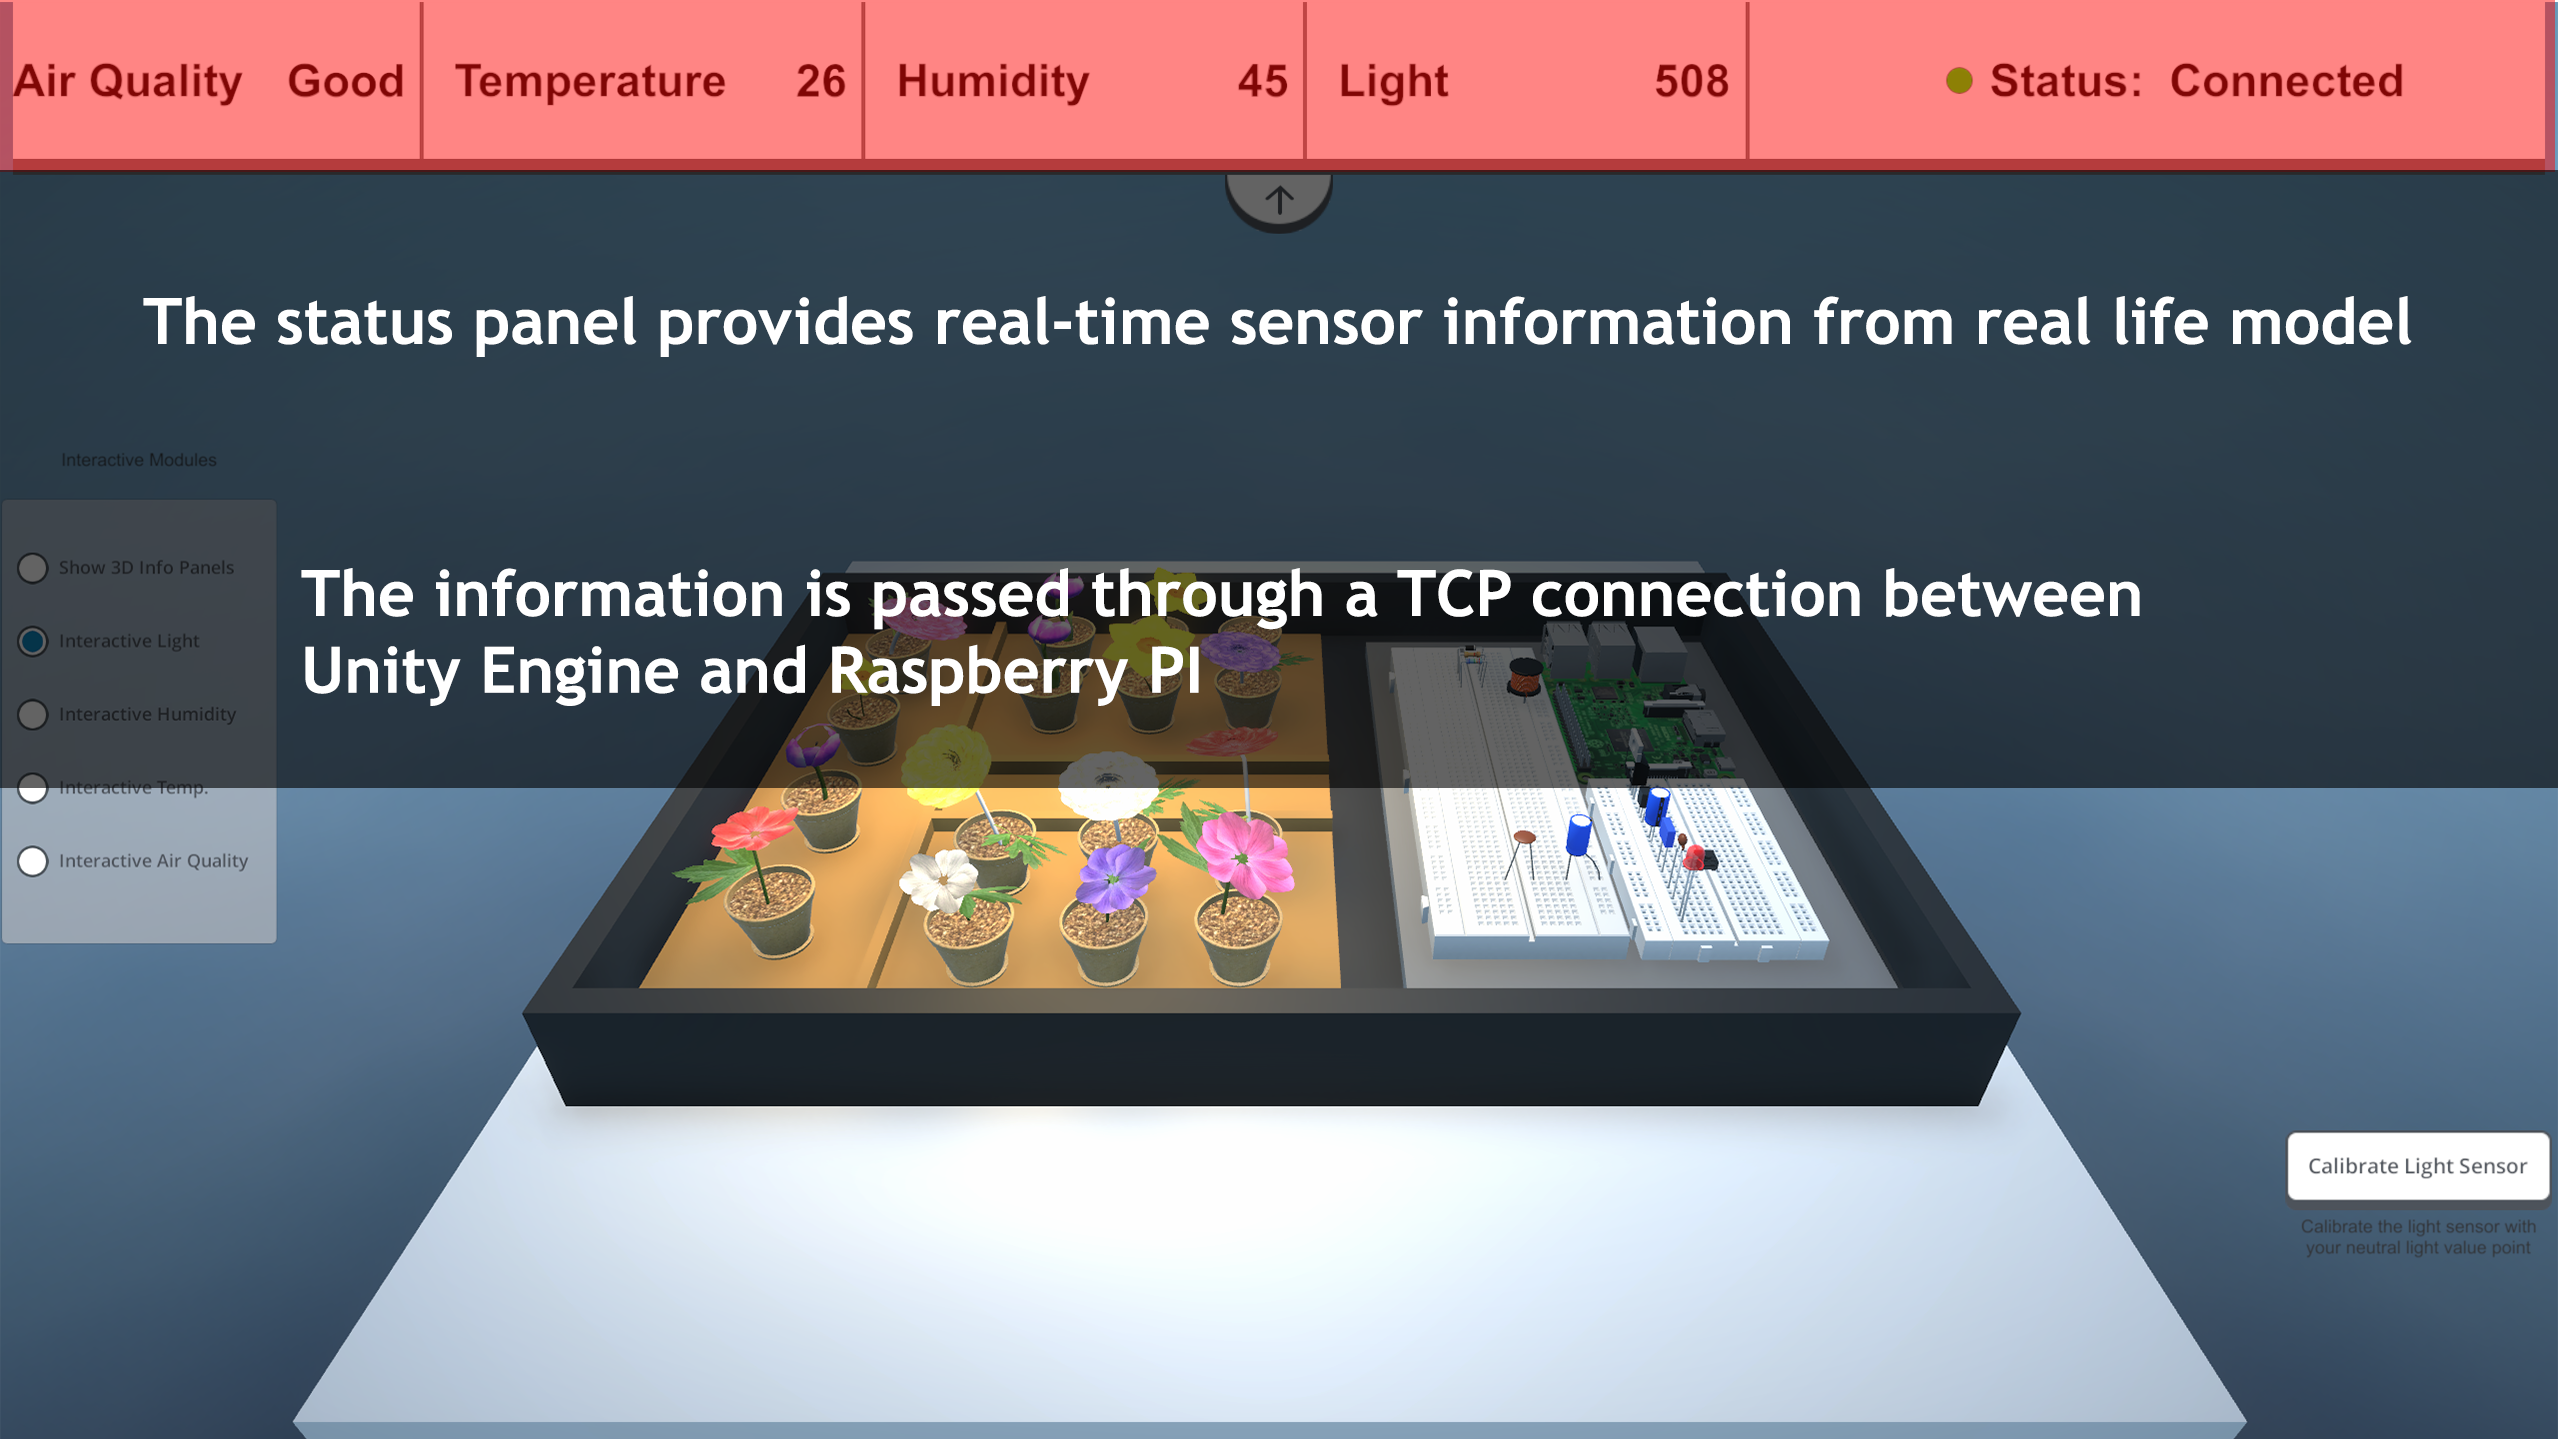 Air Quality Good Temperature 26 Humidity 45 Light 508 Status: Connected
The status panel provides real-time sensor information from real life model
Interactive Modules
Show 3D Info Panels
The information is passed through a TCP connection between
Interactive Light
Unity Engine and Raspberry PI
Interactive Humidity
Interactive Temp.
Interactive Air Quality
Calibrate Light Sensor
Calibrate the light sensor with
your neutral light value point